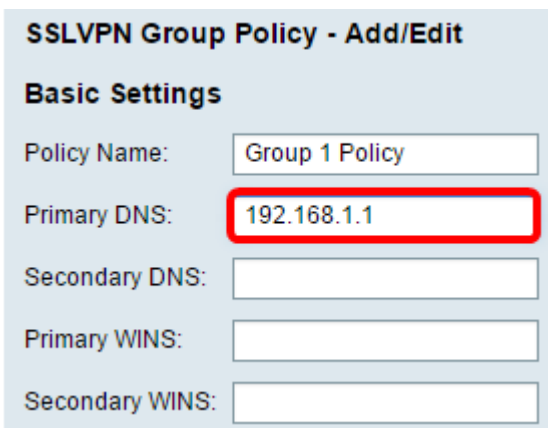 SSLVPN Group Policy - Add/Edit
Basic Settings
Policy Name: Group 1 Policy
Primary DNS: 192.168.1.1
Secondary DNS:
Primary WINS:
Secondary WINS: